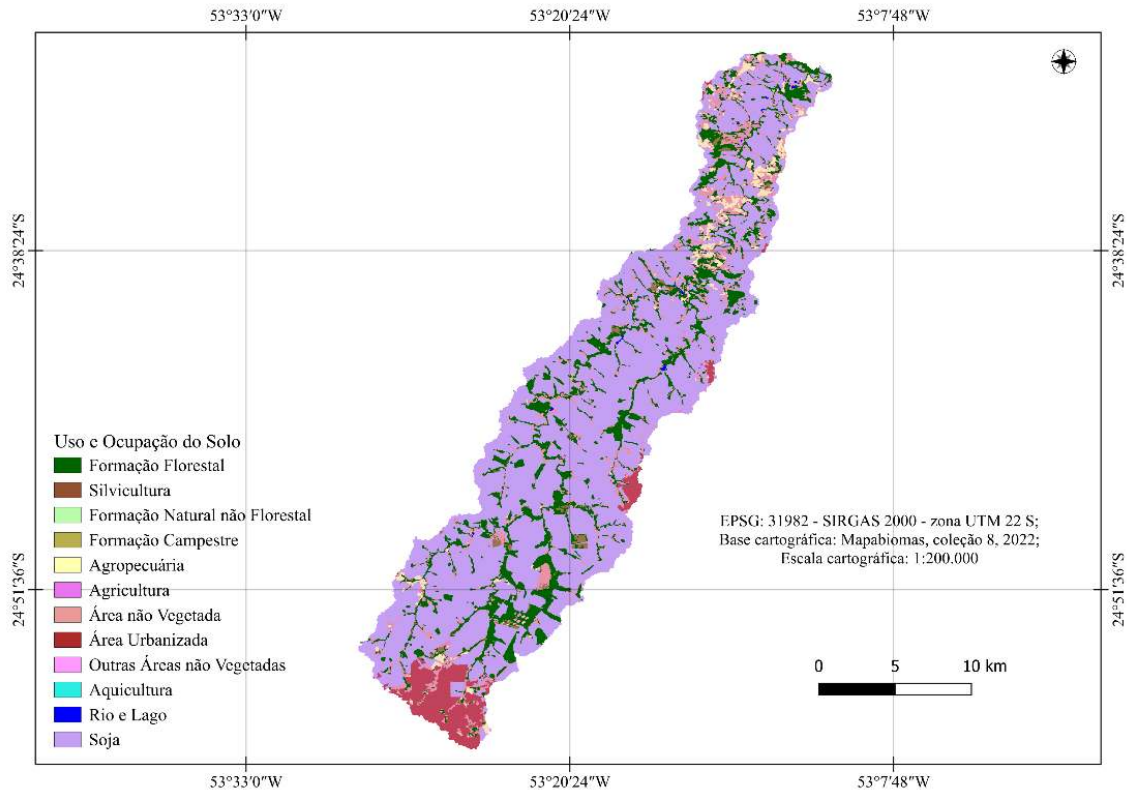 53°33′0″W 53°20′24″W 53°7′48″W
24°38′24″S 24°38′24″S
Uso e Ocupação do Solo
Formação Florestal
Silvicultura
Formação Natural não Florestal
Formação Campestre
Agropecuária
Agricultura
Área não Vegetada
Área Urbanizada
Outras Áreas não Vegetadas
Aquicultura
Rio e Lago
Soja
EPSG: 31982 - SIRGAS 2000 - zona UTM 22 S;
Base cartográfica: Mapabiomas, coleção 8, 2022;
Escala cartográfica: 1:200.000
24°51′36″S 24°51′36″S
0 5 10 km
53°33′0″W 53°20′24″W 53°7′48″W